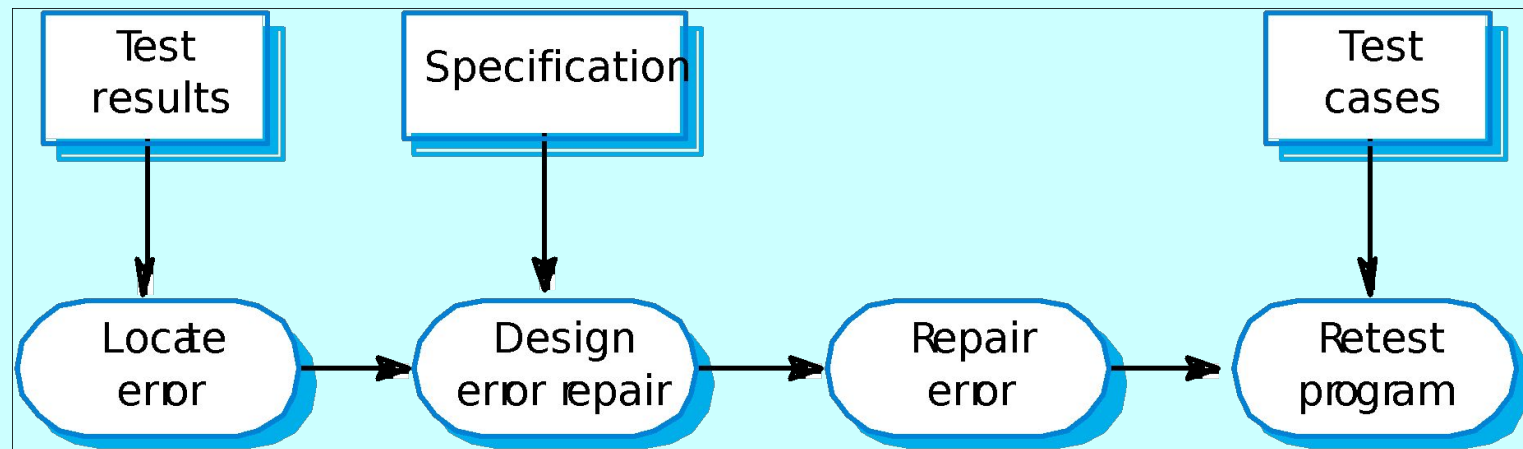 Test
results
Specification
Test
cases
Locate
error
Design
error repair
Repair
error
Retest
program